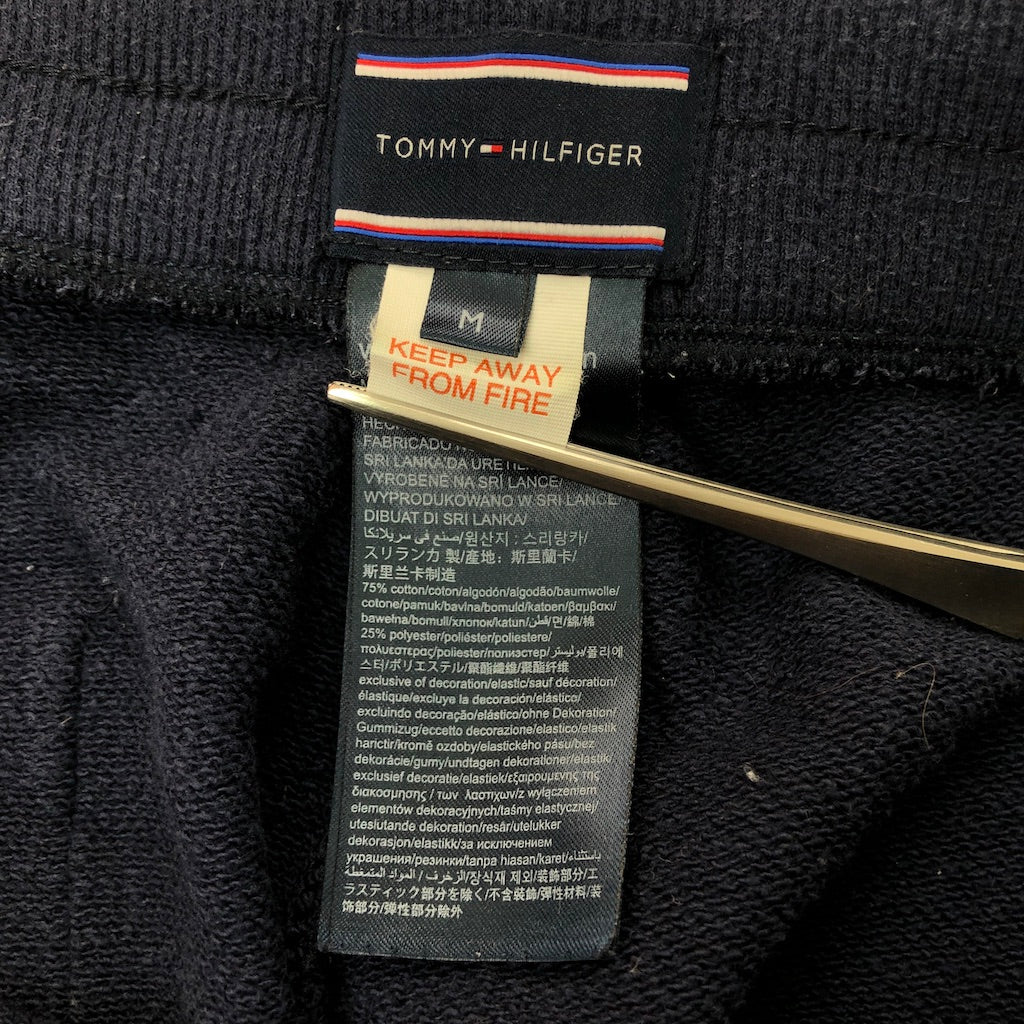 TOMMY HILFIGER
M
KEEP AWAY
FROM FIRE
FABRICADO
SRI LANKA'DA
VYROBENÉ NA SRÍ LANCE/
WYPRODUKOWANO W SRI LANCE/
DIBUAT DI SRI LANKA/
صنع في سريلانكا/원산지 : 스리랑카/
スリランカ 製/產地：斯里蘭卡/
斯里兰卡制造
75% cotton/coton/algodón/algodão/baumwolle/
cotone/pamuk/bavlna/bomuld/katoen/βαμβακι/
bawełna/bomull/хлопок/katun/قطن/면/綿/棉
25% polyester/poliéster/poliestere/
πολυεστερας/poliester/полиэстер/بوليستر/폴리에
스터/ポリエステル/聚酯纖維/聚酯纤维
exclusive of decoration/elastic/sauf décoration/
élastique/excluye la decoración/elástico/
excluindo decoração/elástico/ohne Dekoration/
Gummizug/eccetto decorazione/elastico/elastik
harictir/kromě ozdoby/elastického pásu/bez
dekorácie/gumy/undtagen dekorationer/elastik/
exclusief decoratie/elastiek/εξαιρουμενης της
διακοσμησης / των λαστιχων/z wyłączeniem
elementów dekoracyjnych/taśmy elastycznej/
uteslutande dekoration/resår/utelukker
dekorasjon/elastikk/за исключением
украшения/резинки/tanpa hiasan/karet/باستثناء
الزخرف / المواد المتمغطة/장식재 제외/装飾部分/エ
ラスティック部分を除く/不含裝飾/彈性材料/装
饰部分/弹性部分除外